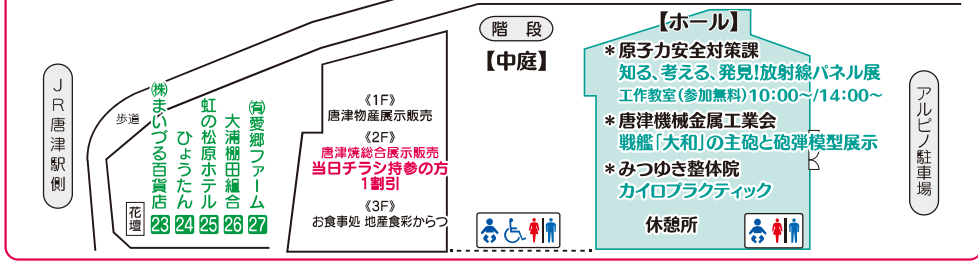 JR唐津駅側
歩道
花壇
㈱まいづる百貨店 23
ひょうたん 24
虹の松原ホテル 25
大浦棚田組合 26
㈲愛郷ファーム 27
《1F》
唐津物産展示販売
《2F》
唐津焼総合展示販売
当日チラシ持参の方
1割引
《3F》
お食事処 地産食彩からつ
階段
【中庭】
【ホール】
＊原子力安全対策課
知る、考える、発見!放射線パネル展
工作教室(参加無料)10:00～/14:00～
＊唐津機械金属工業会
戦艦「大和」の主砲と砲弾模型展示
＊みつゆき整体院
カイロプラクティック
休憩所
アルピノ駐車場